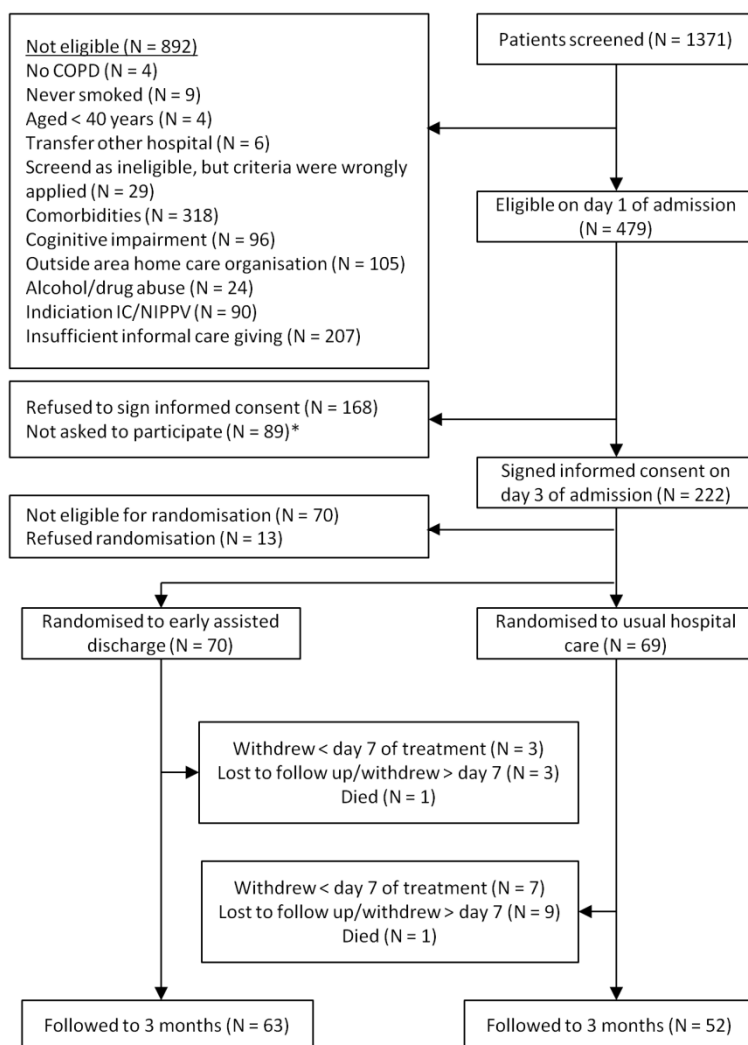 Patients screened (N = 1371)
Not eligible (N = 892)
No COPD (N = 4)
Never smoked (N = 9)
Aged < 40 years (N = 4)
Transfer other hospital (N = 6)
Screend as ineligible, but criteria were wrongly
applied (N = 29)
Comorbidities (N = 318)
Coginitive impairment (N = 96)
Outside area home care organisation (N = 105)
Alcohol/drug abuse (N = 24)
Indiciation IC/NIPPV (N = 90)
Insufficient informal care giving (N = 207)
Eligible on day 1 of admission
(N = 479)
Refused to sign informed consent (N = 168)
Not asked to participate (N = 89)*
Signed informed consent on
day 3 of admission (N = 222)
Not eligible for randomisation (N = 70)
Refused randomisation (N = 13)
Randomised to early assisted
discharge (N = 70)
Randomised to usual hospital
care (N = 69)
Withdrew < day 7 of treatment (N = 3)
Lost to follow up/withdrew > day 7 (N = 3)
Died (N = 1)
Withdrew < day 7 of treatment (N = 7)
Lost to follow up/withdrew > day 7 (N = 9)
Died (N = 1)
Followed to 3 months (N = 63)
Followed to 3 months (N = 52)